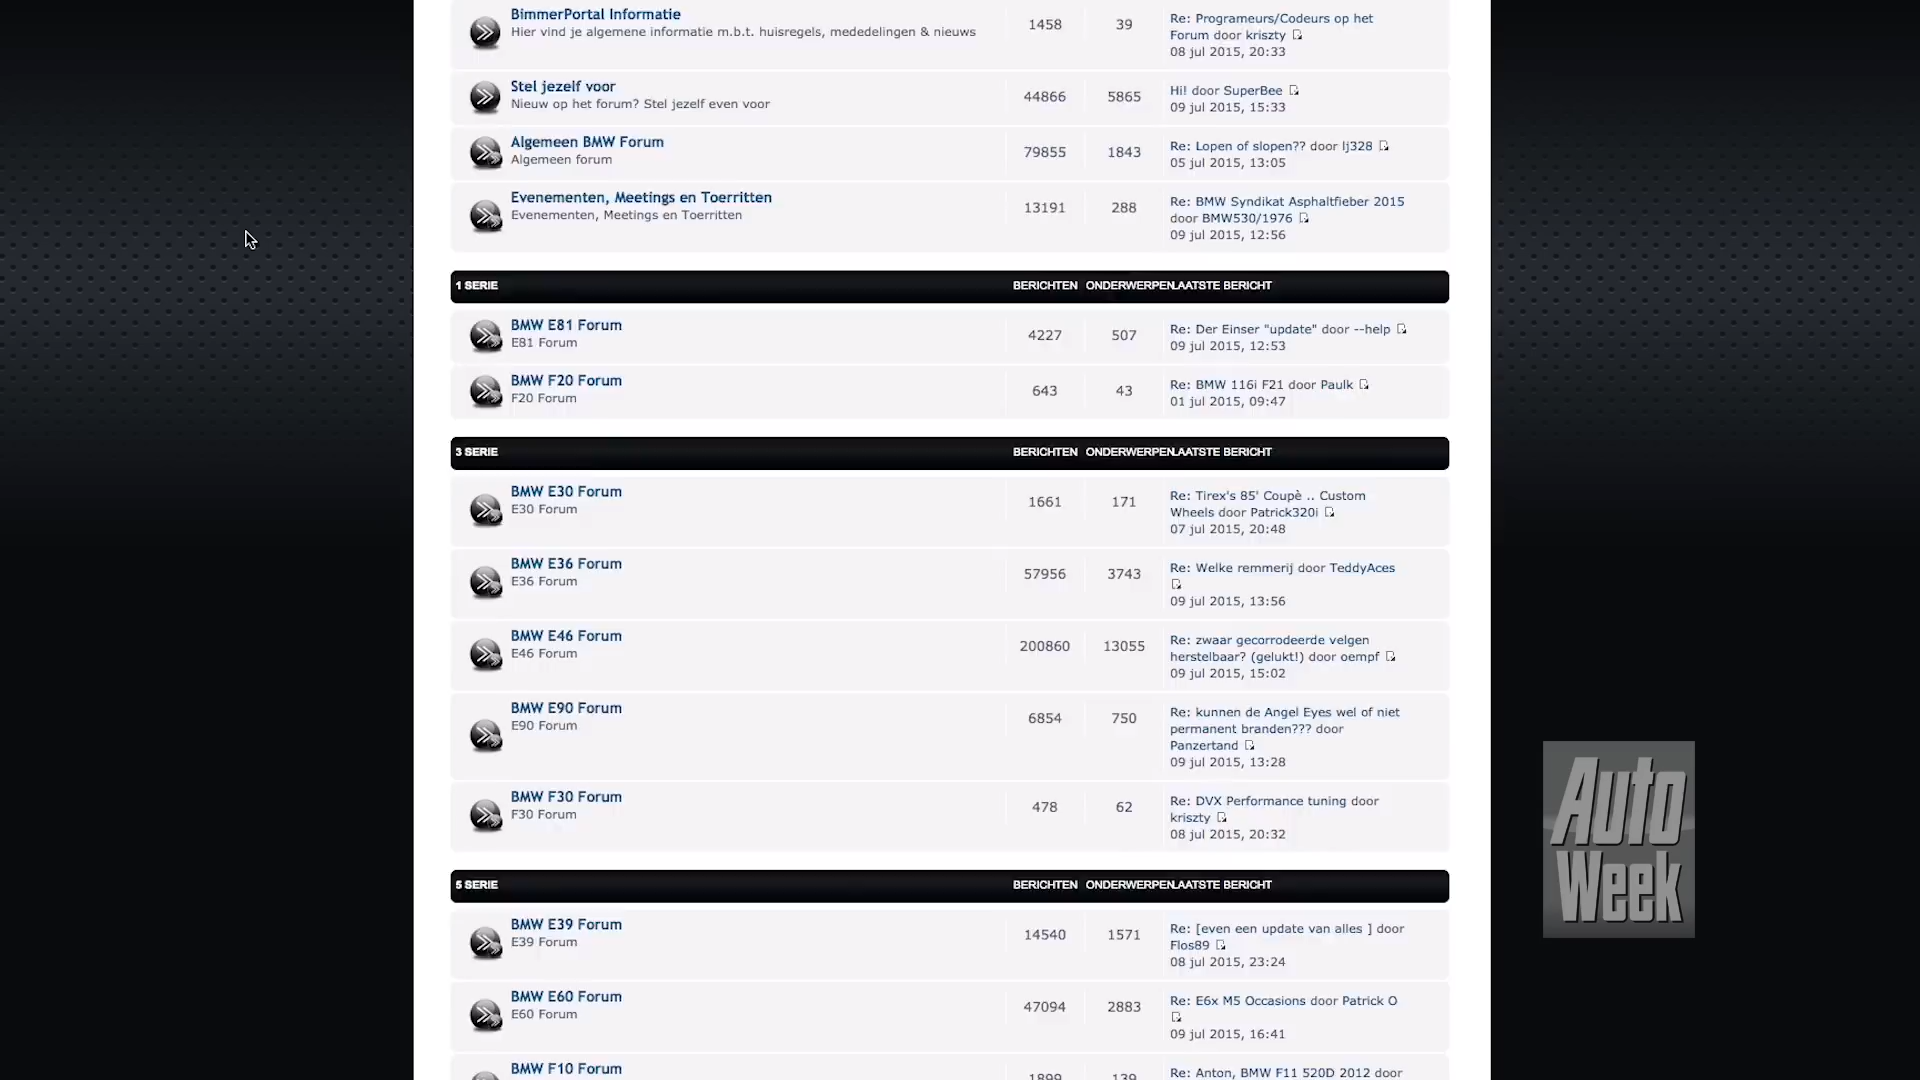 BimmerPortal Informatie
Hier vind je algemene informatie m.b.t. huisregels, mededelingen & nieuws
1458
39
Re: Programeurs/Codeurs op het
Forum door kriszty
08 jul 2015, 20:33
Stel jezelf voor
Nieuw op het forum? Stel jezelf even voor
44866
5865
Hi! door SuperBee
09 jul 2015, 15:33
Algemeen BMW Forum
Algemeen forum
79855
1843
Re: Lopen of slopen?? door lj328
05 jul 2015, 13:05
Evenementen, Meetings en Toerritten
Evenementen, Meetings en Toerritten
13191
288
Re: BMW Syndikat Asphaltfieber 2015
door BMW530/1976
09 jul 2015, 12:56
1 SERIE BERICHTEN ONDERWERPEN LAATSTE BERICHT
BMW E81 Forum
E81 Forum
4227
507
Re: Der Einser "update" door --help
09 jul 2015, 12:53
BMW F20 Forum
F20 Forum
643
43
Re: BMW 116i F21 door Paulk
01 jul 2015, 09:47
3 SERIE BERICHTEN ONDERWERPEN LAATSTE BERICHT
BMW E30 Forum
E30 Forum
1661
171
Re: Tirex's 85' Coupè .. Custom
Wheels door Patrick320i
07 jul 2015, 20:48
BMW E36 Forum
E36 Forum
57956
3743
Re: Welke remmerij door TeddyAces
09 jul 2015, 13:56
BMW E46 Forum
E46 Forum
200860
13055
Re: zwaar gecorrodeerde velgen
herstelbaar? (gelukt!) door oempf
09 jul 2015, 15:02
BMW E90 Forum
E90 Forum
6854
750
Re: kunnen de Angel Eyes wel of niet
permanent branden??? door
Panzertand
09 jul 2015, 13:28
BMW F30 Forum
F30 Forum
478
62
Re: DVX Performance tuning door
kriszty
08 jul 2015, 20:32
5 SERIE BERICHTEN ONDERWERPEN LAATSTE BERICHT
BMW E39 Forum
E39 Forum
14540
1571
Re: [even een update van alles ] door
Flos89
08 jul 2015, 23:24
BMW E60 Forum
E60 Forum
47094
2883
Re: E6x M5 Occasions door Patrick O
09 jul 2015, 16:41
BMW F10 Forum
1899
139
Re: Anton, BMW F11 520D 2012 door
Auto
Week